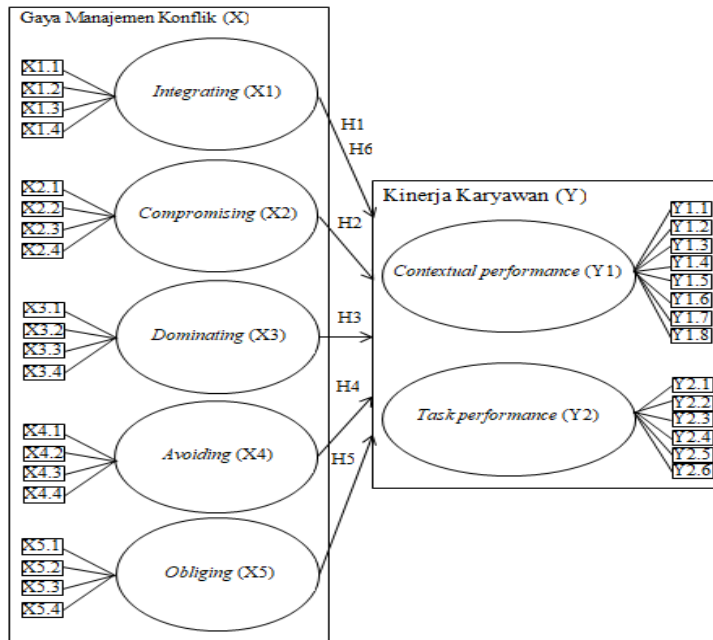 Gaya Manajemen Konflik (X)
X1.1
X1.2
X1.3
X1.4
Integrating (X1)
X2.1
X2.2
X2.3
X2.4
Compromising (X2)
X3.1
X3.2
X3.3
X3.4
Dominating (X3)
X4.1
X4.2
X4.3
X4.4
Avoiding (X4)
X5.1
X5.2
X5.3
X5.4
Obliging (X5)
H1
H6
H2
H3
H4
H5
Kinerja Karyawan (Y)
Contextual performance (Y1)
Y1.1
Y1.2
Y1.3
Y1.4
Y1.5
Y1.6
Y1.7
Y1.8
Task performance (Y2)
Y2.1
Y2.2
Y2.3
Y2.4
Y2.5
Y2.6